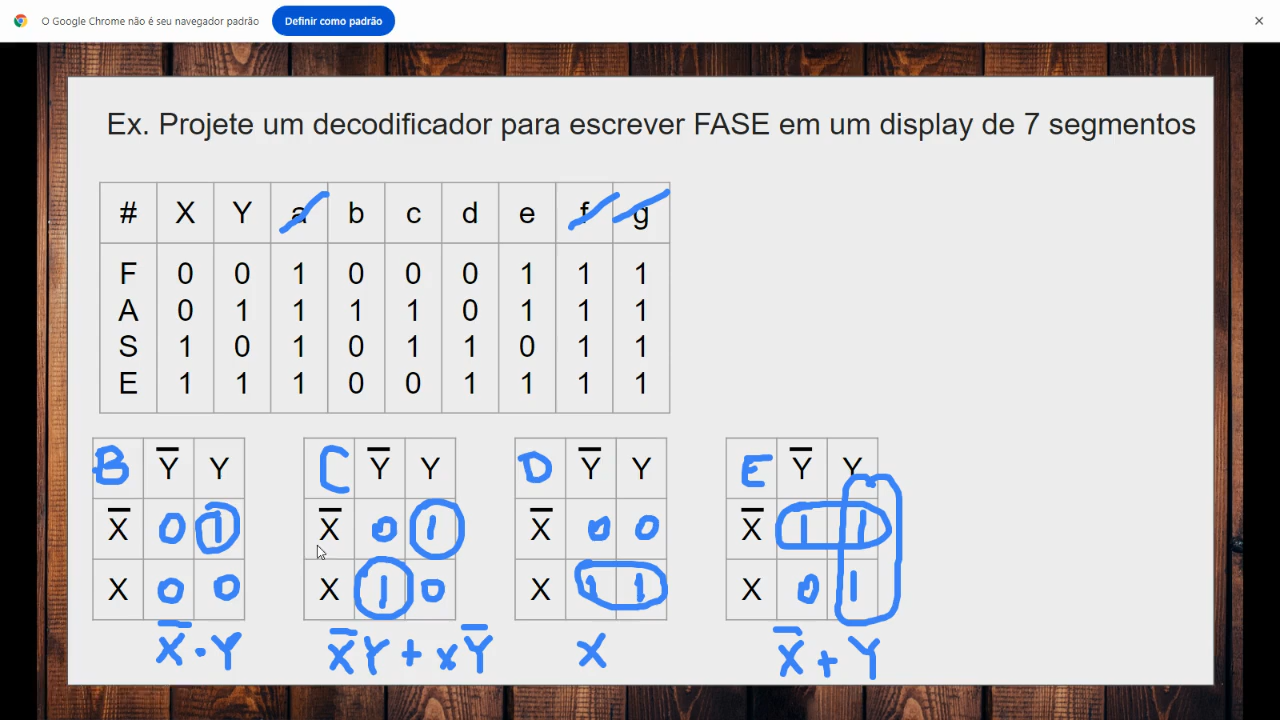 O Google Chrome não é seu navegador padrão Definir como padrão ×
Ex. Projete um decodificador para escrever FASE em um display de 7 segmentos
# X Y a b c d e f g
F 0 0 1 0 0 0 1 1 1
A 0 1 1 1 1 0 1 1 1
S 1 0 1 0 1 1 0 1 1
E 1 1 1 0 0 1 1 1 1
B Y̅ Y C Y̅ Y D Y̅ Y E Y̅ Y
X̅ 0 1 X̅ 0 1 X̅ 0 0 X̅ 1 1
X 0 0 X 1 0 X 1 1 X 0 1
X̅·Y X̅Y + XY̅ X X̅ + Y